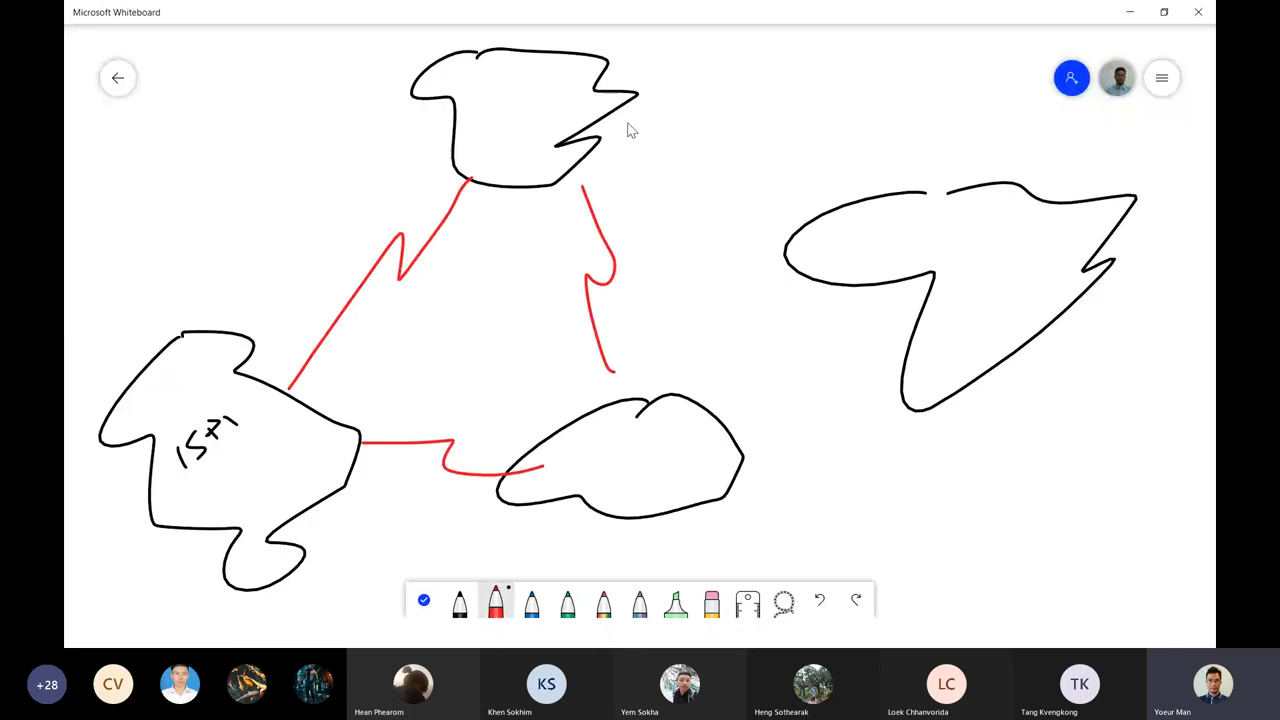 Microsoft Whiteboard
+28
CV
Hean Phearom
KS
Khen Sokhim
Yem Sokha
Heng Sothearak
LC
Loek Chhanvorida
TK
Tang Kvengkong
Yoeur Man